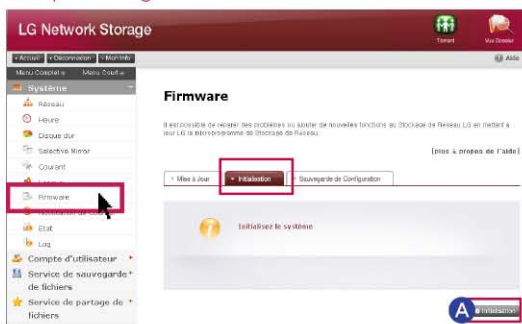 LG Network Storage
Torrent
Vue Dossier
Accueil
Déconnexion
Mon Info
Aide
Menu Complet
Menu Court
Système
Réseau
Heure
Disque dur
Selective Mirror
Courant
Firmware
Notification de
Etat
Log
Compte d'utilisateur
Service de sauvegarde
de fichiers
Service de partage de
fichiers
Firmware
Il est possible de réparer des problèmes ou ajouter de nouvelles fonctions au Stockage de Réseau LG en mettant à
jour LG la microprogramme de Stockage de Réseau.
[plus à propos de l'aide]
Mise à Jour
Initialisation
Sauvegarde de Configuration
Initialisez le système
A
Initialisation